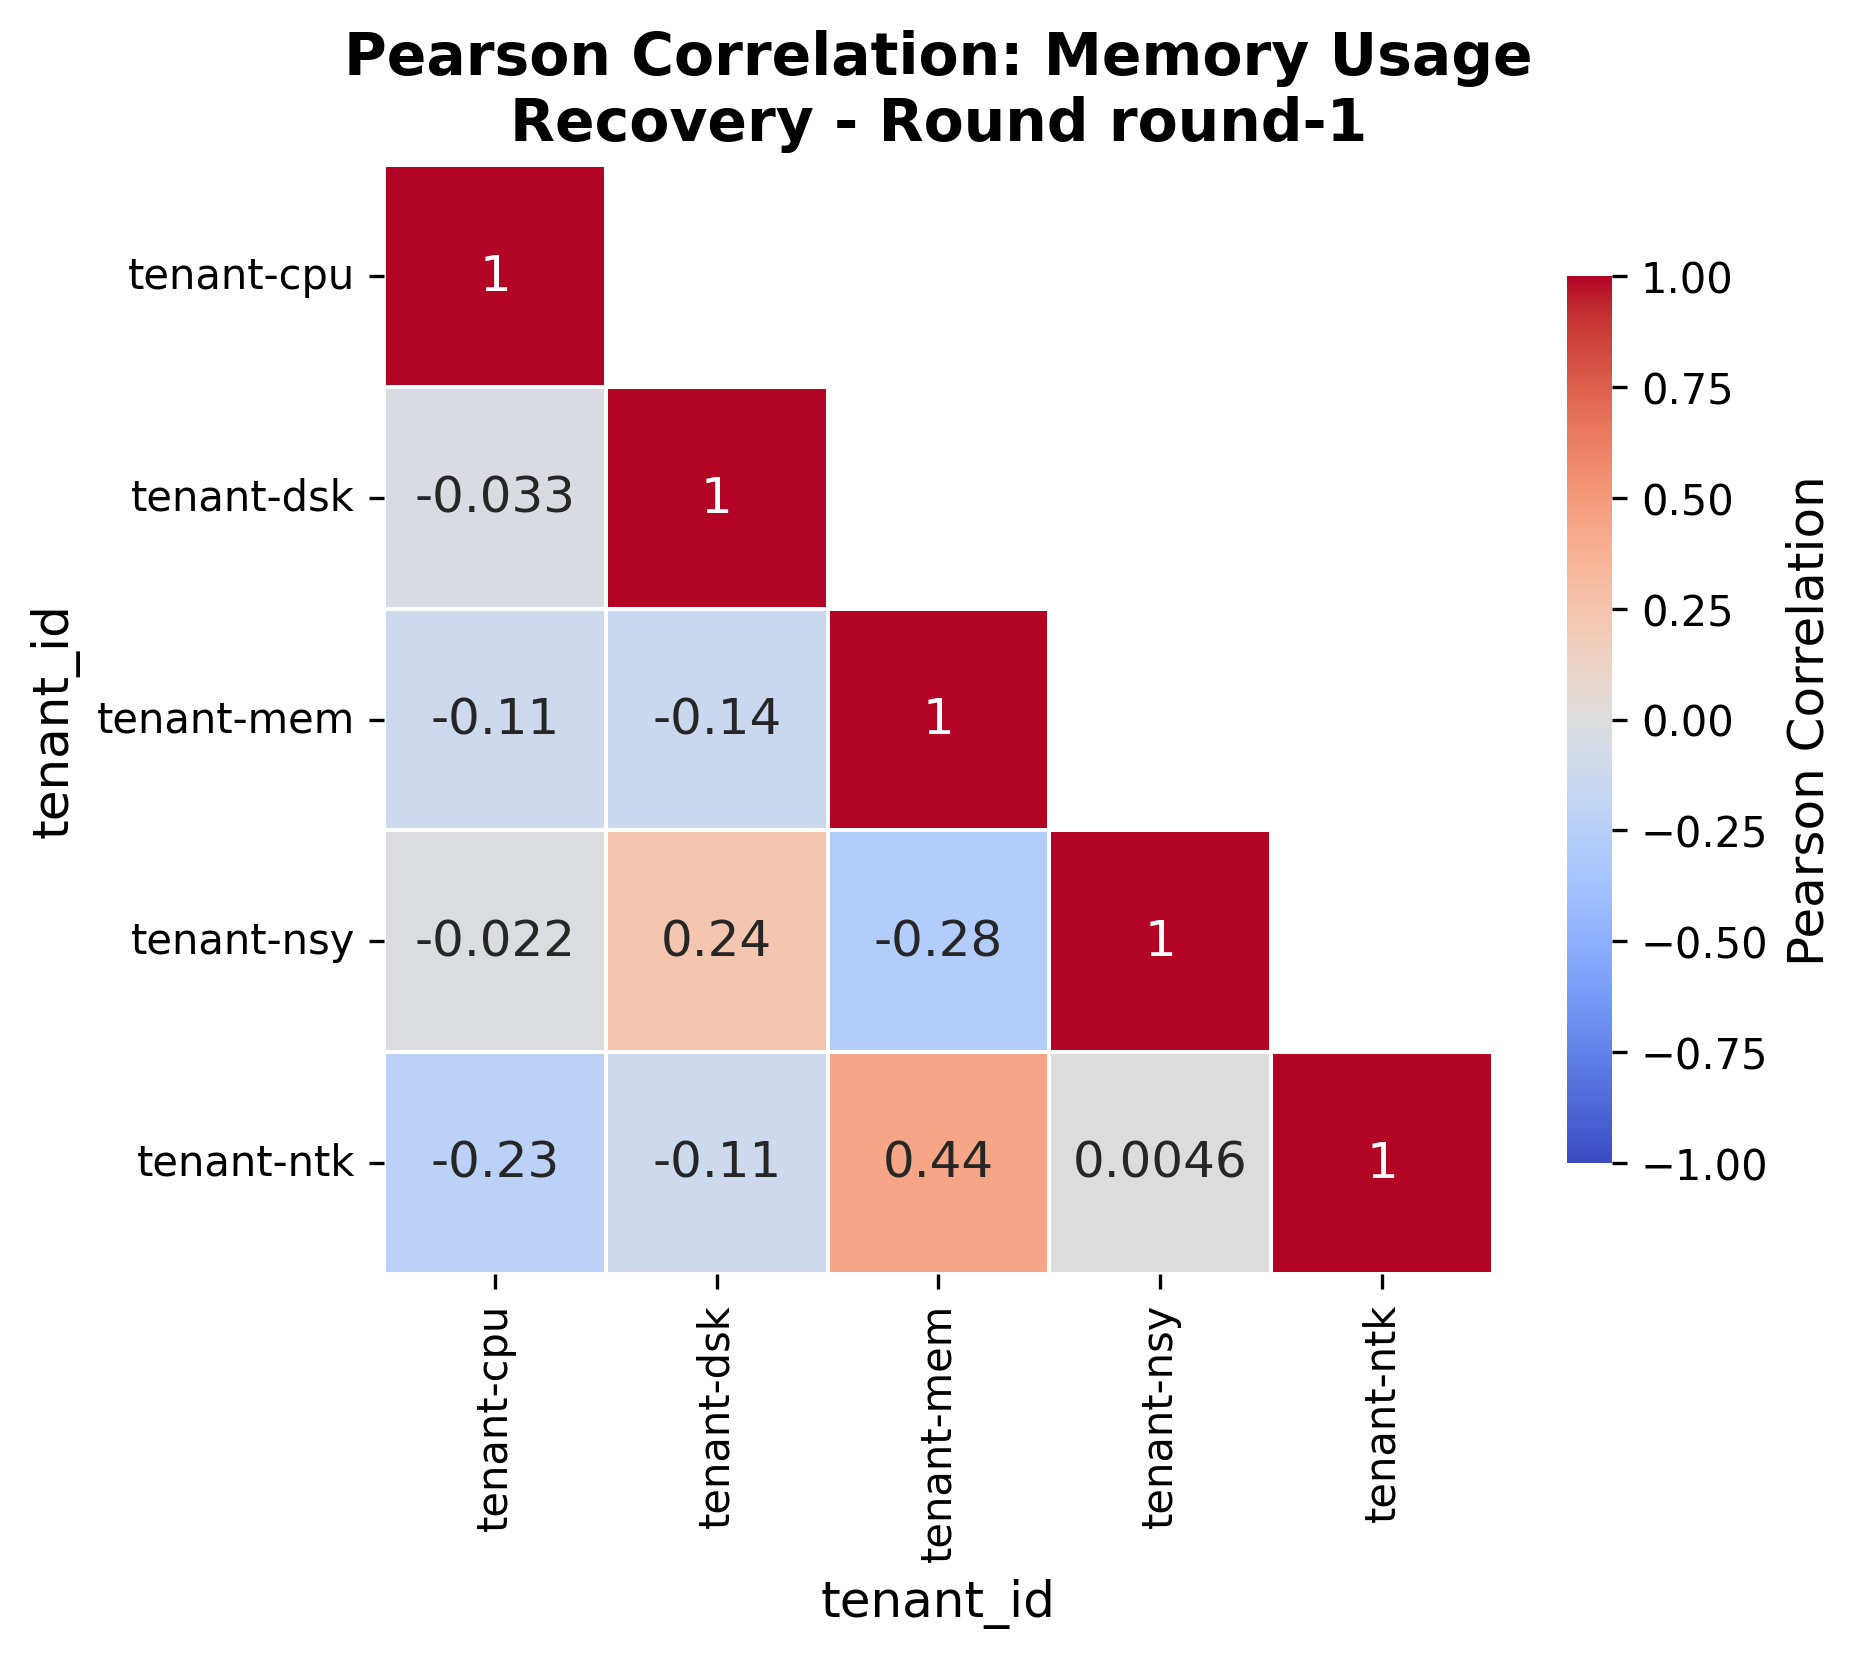 Pearson Correlation: Memory Usage
Recovery - Round round-1
tenant_id
tenant-cpu
1
tenant-dsk
-0.033
1
tenant-mem
-0.11
-0.14
1
tenant-nsy
-0.022
0.24
-0.28
1
tenant-ntk
-0.23
-0.11
0.44
0.0046
1
tenant-cpu
tenant-dsk
tenant-mem
tenant-nsy
tenant-ntk
tenant_id
1.00
0.75
0.50
0.25
0.00
−0.25
−0.50
−0.75
−1.00
Pearson Correlation